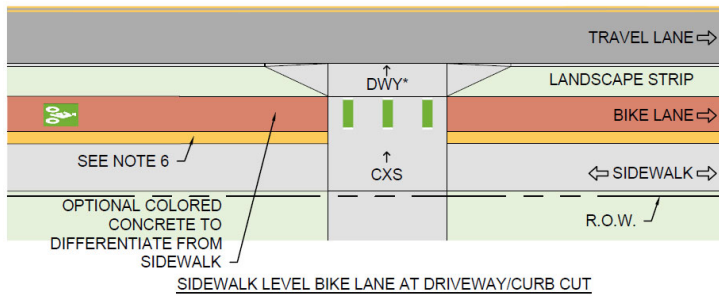 TRAVEL LANE
DWY*
LANDSCAPE STRIP
BIKE LANE
SEE NOTE 6
CXS
SIDEWALK
OPTIONAL COLORED
CONCRETE TO
DIFFERENTIATE FROM
SIDEWALK
R.O.W.
SIDEWALK LEVEL BIKE LANE AT DRIVEWAY/CURB CUT